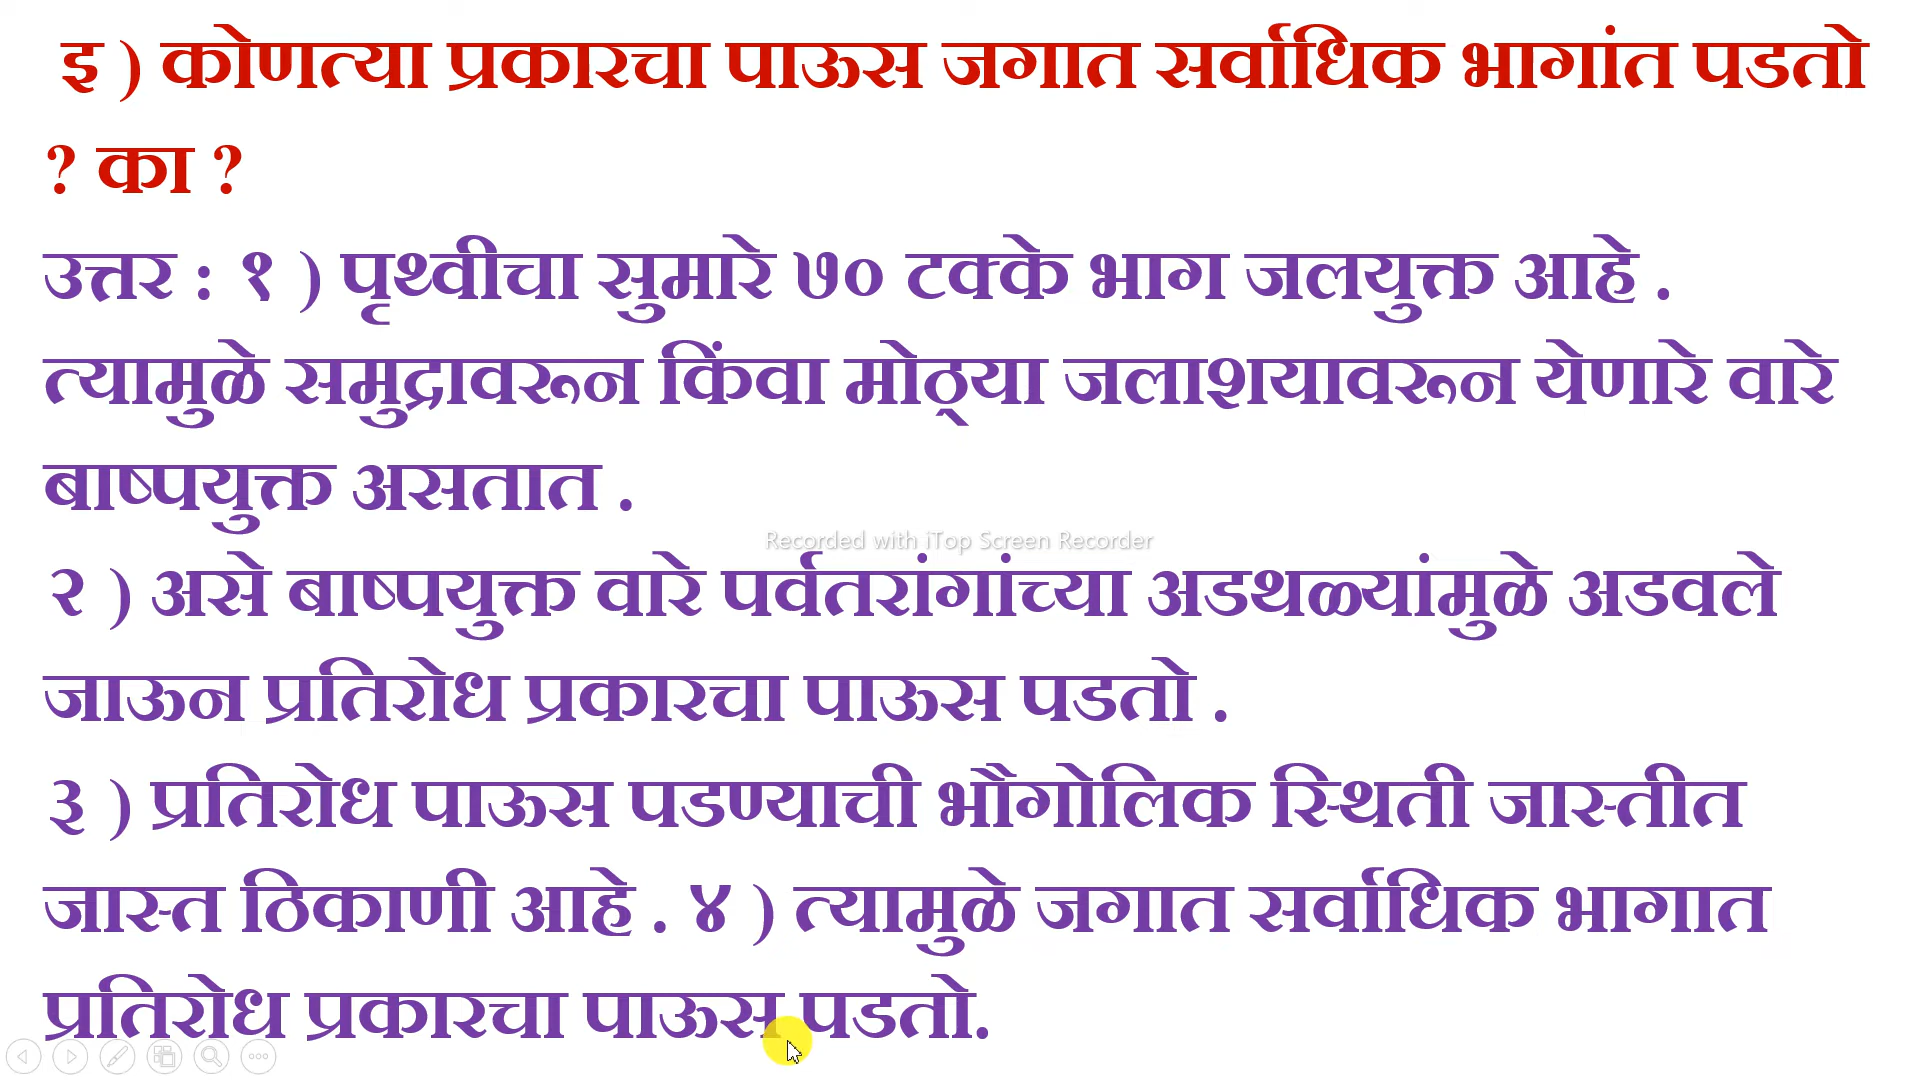 इ ) कोणत्या प्रकारचा पाऊस जगात सर्वाधिक भागांत पडतो
? का ?
उत्तर : १ ) पृथ्वीचा सुमारे ७० टक्के भाग जलयुक्त आहे .
त्यामुळे समुद्रावरून किंवा मोठ्या जलाशयावरून येणारे वारे
बाष्पयुक्त असतात .
Recorded with iTop Screen Recorder
२ ) असे बाष्पयुक्त वारे पर्वतरांगांच्या अडथळ्यांमुळे अडवले
जाऊन प्रतिरोध प्रकारचा पाऊस पडतो .
३ ) प्रतिरोध पाऊस पडण्याची भौगोलिक स्थिती जास्तीत
जास्त ठिकाणी आहे . ४ ) त्यामुळे जगात सर्वाधिक भागात
प्रतिरोध प्रकारचा पाऊस पडतो.